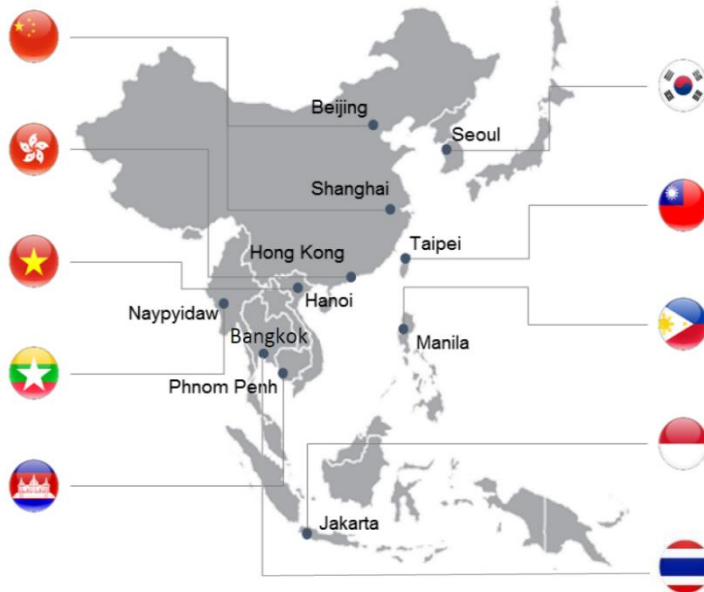 Beijing
Seoul
Shanghai
Taipei
Hong Kong
Hanoi
Naypyidaw
Bangkok
Manila
Phnom Penh
Jakarta